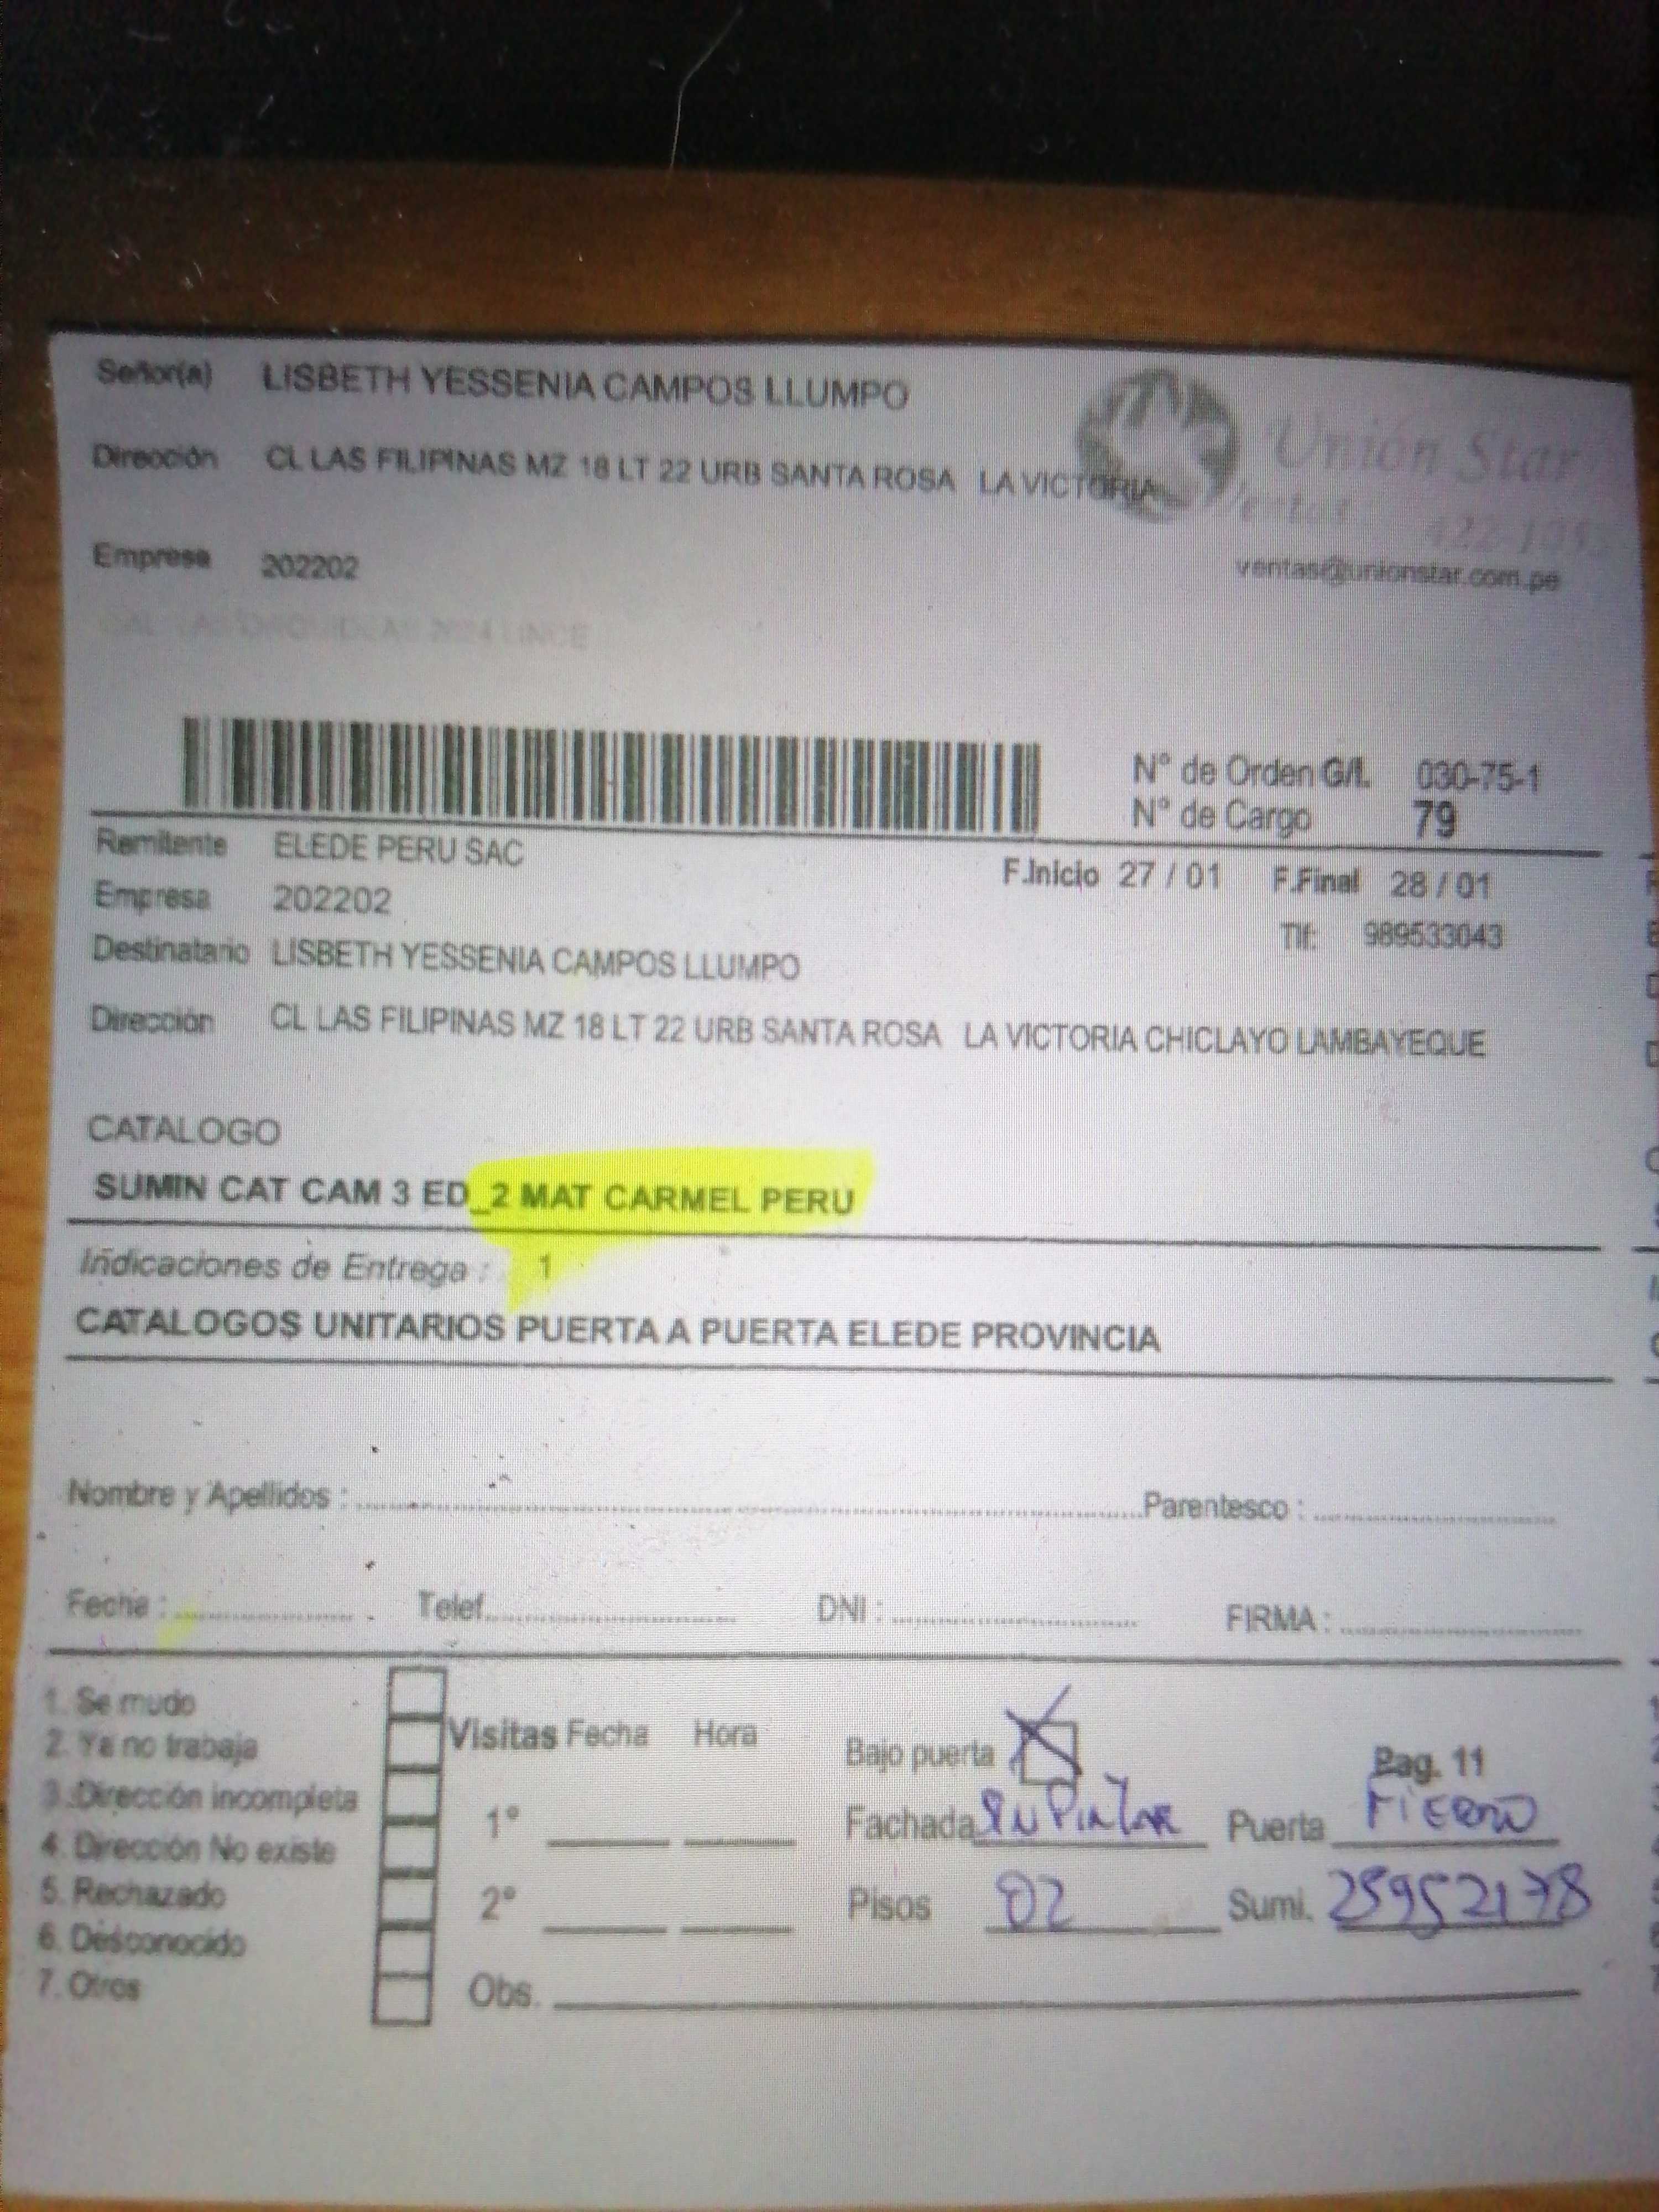 Señor(a) LISBETH YESSENIA CAMPOS LLUMPO
Unión Star
Dirección CL LAS FILIPINAS MZ 18 LT 22 URB SANTA ROSA LA VICTORIA
Ventas
Empresa 202202
ventas@unionstar.com.pe
N° de Orden G/L 030-75-1
N° de Cargo 79
Remitente ELEDE PERU SAC
F.Inicio 27 / 01 F.Final 28 / 01
Empresa 202202
Tlf: 989533043
Destinatario LISBETH YESSENIA CAMPOS LLUMPO
Dirección CL LAS FILIPINAS MZ 18 LT 22 URB SANTA ROSA LA VICTORIA CHICLAYO LAMBAYEQUE
CATALOGO
SUMIN CAT CAM 3 ED_2 MAT CARMEL PERU
Indicaciones de Entrega : 1
CATALOGOS UNITARIOS PUERTA A PUERTA ELEDE PROVINCIA
Nombre y Apellidos : Parentesco :
Fecha : Telef. DNI : FIRMA :
1. Se mudo
2. Ya no trabaja
3. Dirección incompleta
4. Dirección No existe
5. Rechazado
6. Desconocido
7. Otros
Visitas Fecha Hora
1°
2°
Obs.
Bajo puerta
Pag. 11
Fachada Puerta
Pisos 02 Sumi. 25952178